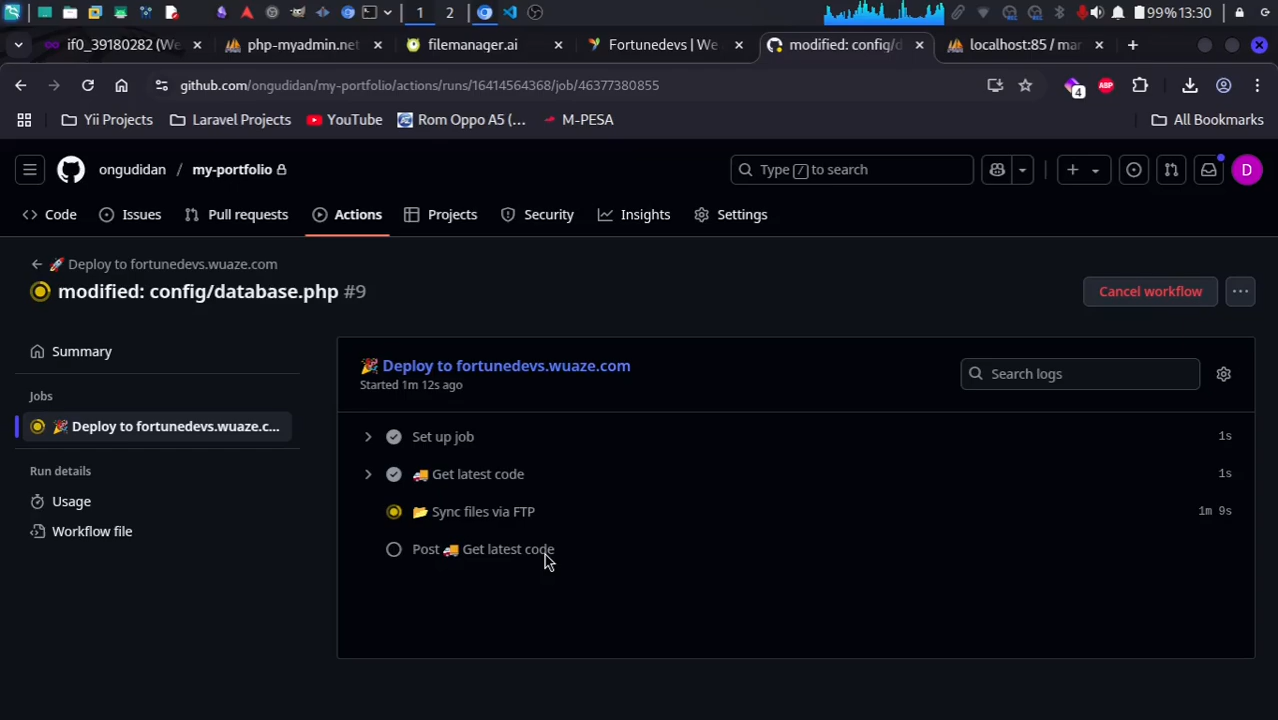 1
2
99% 13:30
if0_39180282 (We
php-myadmin.net
filemanager.ai
Fortunedevs | We
modified: config/d
localhost:85 / mar
github.com/ongudidan/my-portfolio/actions/runs/16414564368/job/46377380855
4
ABP
Yii Projects
Laravel Projects
YouTube
Rom Oppo A5 (...
M-PESA
All Bookmarks
ongudidan / my-portfolio
Type / to search
D
Code
Issues
Pull requests
Actions
Projects
Security
Insights
Settings
← 🚀 Deploy to fortunedevs.wuaze.com
modified: config/database.php #9
Cancel workflow
...
Summary
Jobs
🎉 Deploy to fortunedevs.wuaze.c...
Run details
Usage
Workflow file
🎉 Deploy to fortunedevs.wuaze.com
Started 1m 12s ago
Search logs
Set up job 1s
🚚 Get latest code 1s
📂 Sync files via FTP 1m 9s
Post 🚚 Get latest code